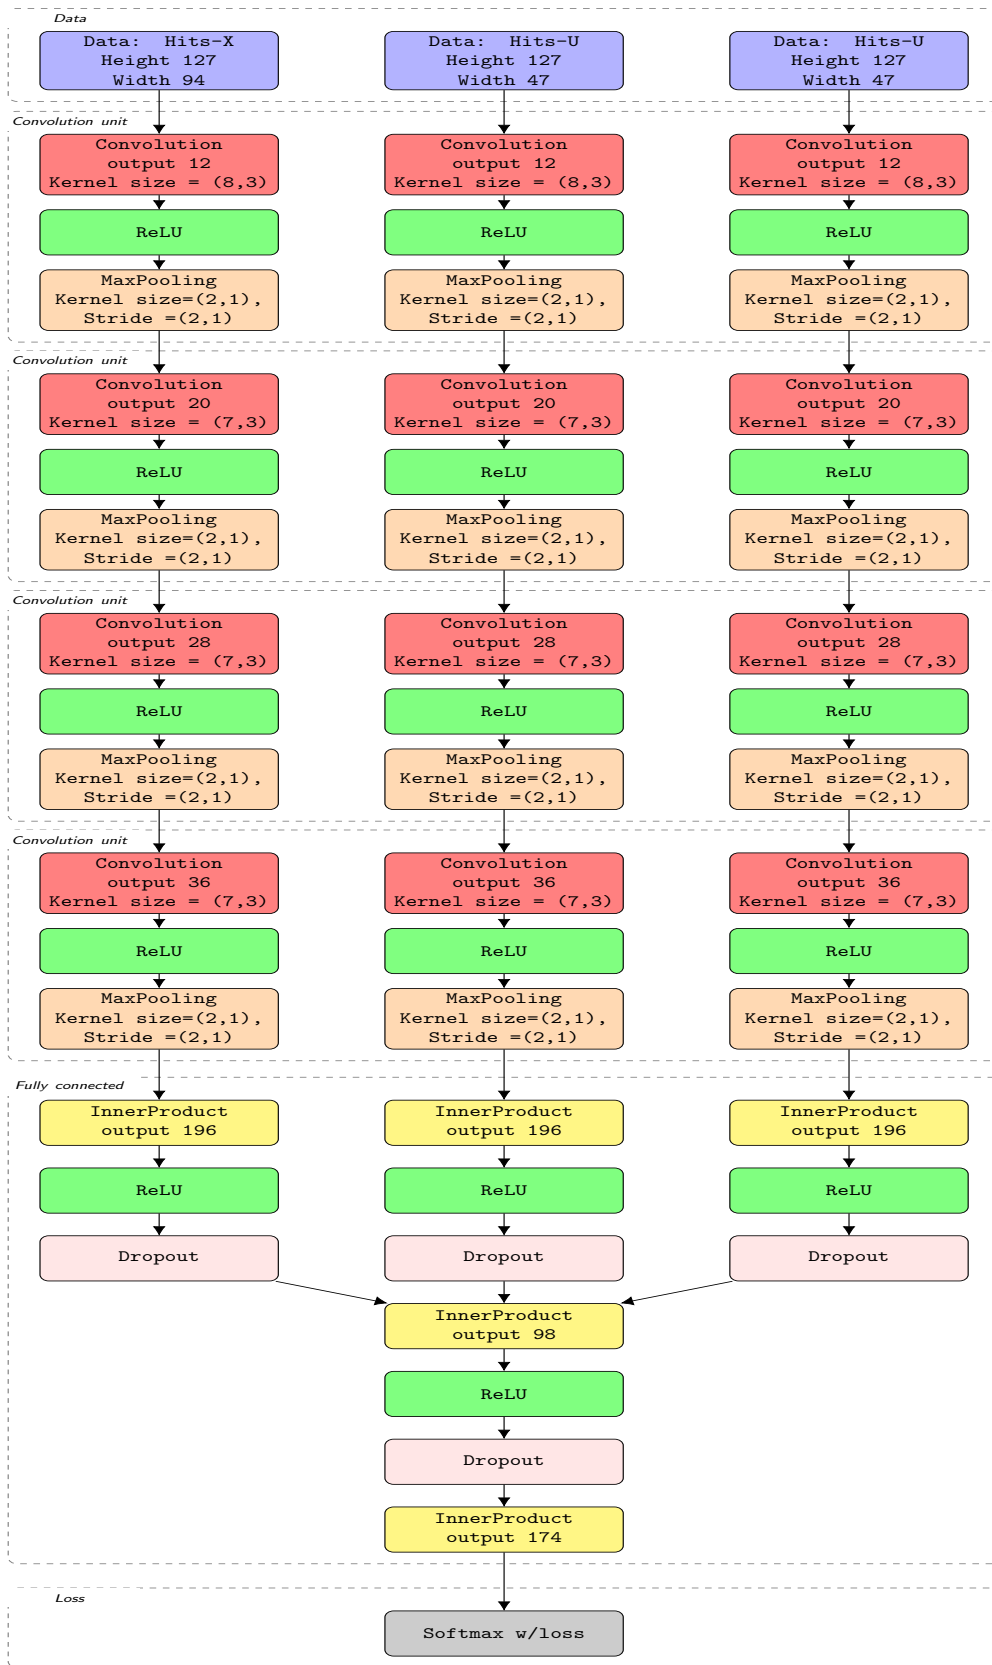 Data
Data: Hits-X
Height 127
Width 94
Data: Hits-U
Height 127
Width 47
Data: Hits-U
Height 127
Width 47
Convolution unit
Convolution
output 12
Kernel size = (8,3)
Convolution
output 12
Kernel size = (8,3)
Convolution
output 12
Kernel size = (8,3)
ReLU
ReLU
ReLU
MaxPooling
Kernel size=(2,1),
Stride =(2,1)
MaxPooling
Kernel size=(2,1),
Stride =(2,1)
MaxPooling
Kernel size=(2,1),
Stride =(2,1)
Convolution unit
Convolution
output 20
Kernel size = (7,3)
Convolution
output 20
Kernel size = (7,3)
Convolution
output 20
Kernel size = (7,3)
ReLU
ReLU
ReLU
MaxPooling
Kernel size=(2,1),
Stride =(2,1)
MaxPooling
Kernel size=(2,1),
Stride =(2,1)
MaxPooling
Kernel size=(2,1),
Stride =(2,1)
Convolution unit
Convolution
output 28
Kernel size = (7,3)
Convolution
output 28
Kernel size = (7,3)
Convolution
output 28
Kernel size = (7,3)
ReLU
ReLU
ReLU
MaxPooling
Kernel size=(2,1),
Stride =(2,1)
MaxPooling
Kernel size=(2,1),
Stride =(2,1)
MaxPooling
Kernel size=(2,1),
Stride =(2,1)
Convolution unit
Convolution
output 36
Kernel size = (7,3)
Convolution
output 36
Kernel size = (7,3)
Convolution
output 36
Kernel size = (7,3)
ReLU
ReLU
ReLU
MaxPooling
Kernel size=(2,1),
Stride =(2,1)
MaxPooling
Kernel size=(2,1),
Stride =(2,1)
MaxPooling
Kernel size=(2,1),
Stride =(2,1)
Fully connected
InnerProduct
output 196
InnerProduct
output 196
InnerProduct
output 196
ReLU
ReLU
ReLU
Dropout
Dropout
Dropout
InnerProduct
output 98
ReLU
Dropout
InnerProduct
output 174
Loss
Softmax w/loss